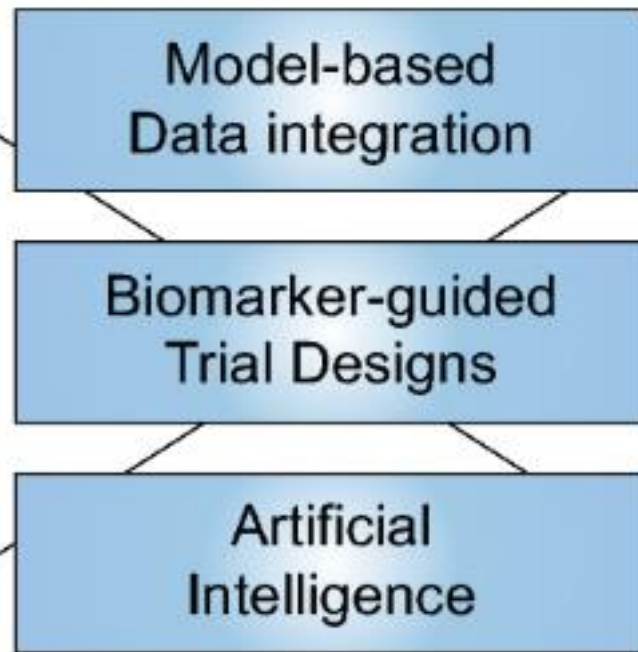 Model-based
Data integration
Biomarker-guided
Trial Designs
Artificial
Intelligence